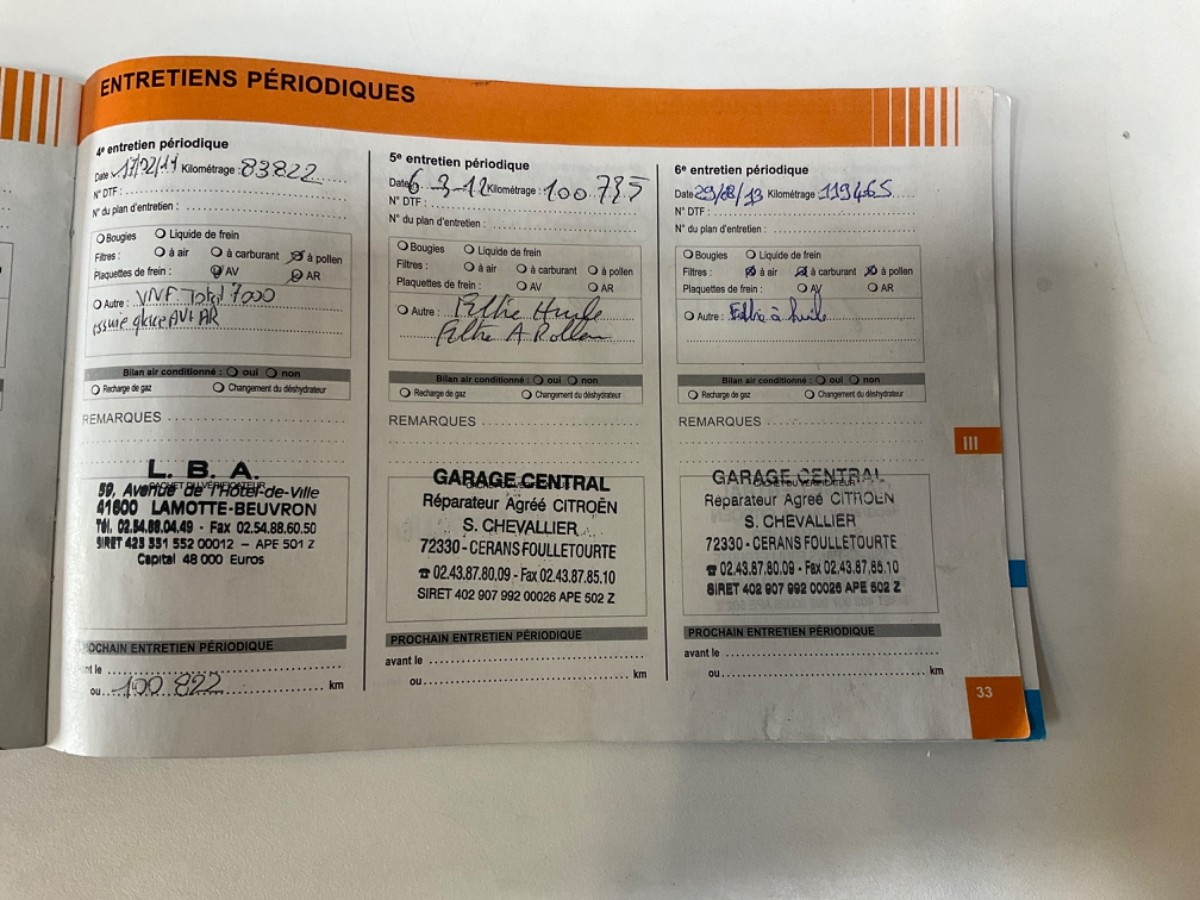 ENTRETIENS PÉRIODIQUES
4e entretien périodique
Date 17/02/11 Kilométrage : 83822
N° DTF :
N° du plan d'entretien :
Bougies Liquide de frein
Filtres : à air à carburant à pollen
Plaquettes de frein : AV AR
Autre : VNF Total 7000
essuie glace AV+AR
Bilan air conditionné : oui non
Recharge de gaz Changement du déshydrateur
REMARQUES
L. B. A.
CACHET DU VÉRIFICATEUR
59, Avenue de l'Hôtel-de-Ville
41600 LAMOTTE-BEUVRON
Tél. 02.54.88.04.49 - Fax 02.54.88.60.50
SIRET 423 331 552 00012 - APE 501 Z
Capital 48 000 Euros
OCHAIN ENTRETIEN PÉRIODIQUE
nt le
ou 100 822 km
5e entretien périodique
Date 6-3-12 Kilométrage : 100 735
N° DTF :
N° du plan d'entretien :
Bougies Liquide de frein
Filtres : à air à carburant à pollen
Plaquettes de frein : AV AR
Autre : Filtre Huile
Filtre A Pollen
Bilan air conditionné : oui non
Recharge de gaz Changement du déshydrateur
REMARQUES
GARAGE CENTRAL
Réparateur Agréé CITROËN
S. CHEVALLIER
72330 - CERANS FOULLETOURTE
☎ 02.43.87.80.09 - Fax 02.43.87.85.10
SIRET 402 907 992 00026 APE 502 Z
PROCHAIN ENTRETIEN PÉRIODIQUE
avant le
ou km
6e entretien périodique
Date 29/08/13 Kilométrage 119465
N° DTF :
N° du plan d'entretien :
Bougies Liquide de frein
Filtres : à air à carburant à pollen
Plaquettes de frein : AV AR
Autre : Filtre à huile
Bilan air conditionné : oui non
Recharge de gaz Changement du déshydrateur
REMARQUES
GARAGE CENTRAL
CACHET DU VÉRIFICATEUR
Réparateur Agréé CITROËN
S. CHEVALLIER
72330 - CERANS FOULLETOURTE
☎ 02.43.87.80.09 - Fax 02.43.87.85.10
SIRET 402 907 992 00026 APE 502 Z
PROCHAIN ENTRETIEN PÉRIODIQUE
avant le
ou km
III
33